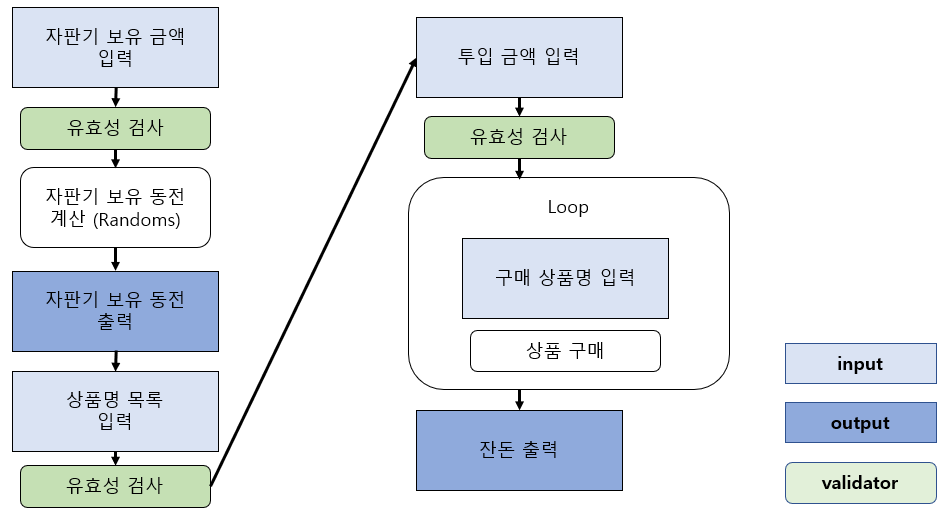 자판기 보유 금액
입력
유효성 검사
자판기 보유 동전
계산 (Randoms)
자판기 보유 동전
출력
상품명 목록
입력
유효성 검사
투입 금액 입력
유효성 검사
Loop
구매 상품명 입력
상품 구매
잔돈 출력
input
output
validator